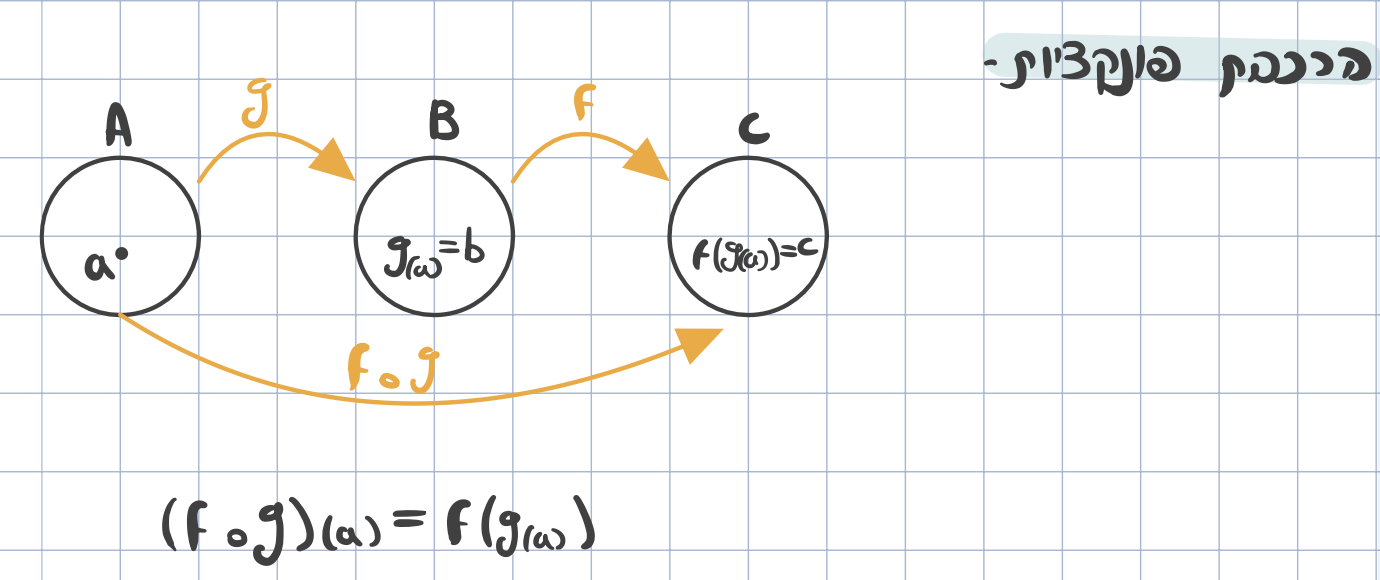 הרכבת פונקציות -
g f
A B C
a g(a)=b f(g(a))=c
f∘g
(f∘g)(a) = f(g(a))